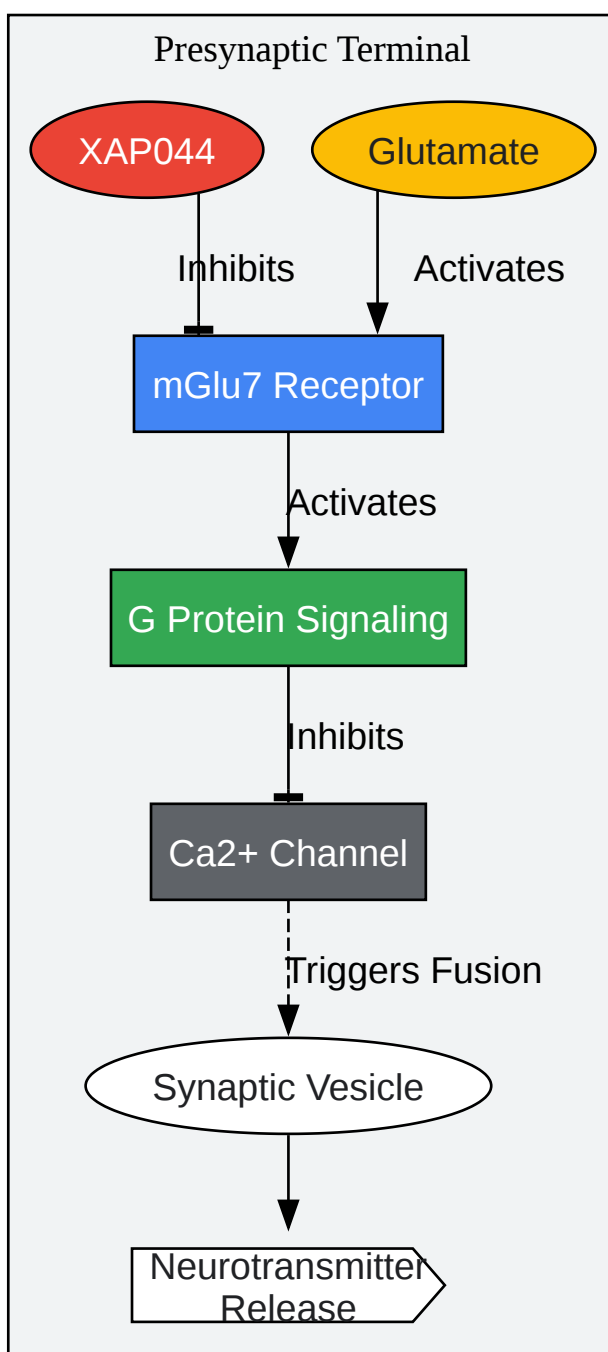 Presynaptic Terminal
XAP044
Glutamate
Inhibits
Activates
mGlu7 Receptor
Activates
G Protein Signaling
Inhibits
Ca2+ Channel
Triggers Fusion
Synaptic Vesicle
Neurotransmitter
Release